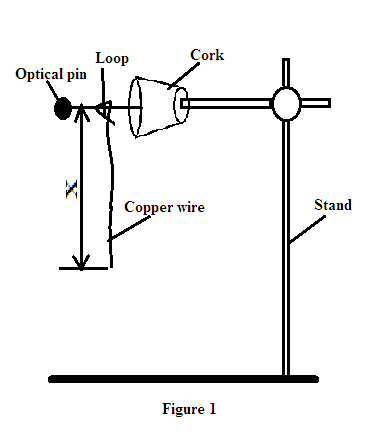 Loop
Cork
Optical pin
X
Copper wire
Stand
Figure 1